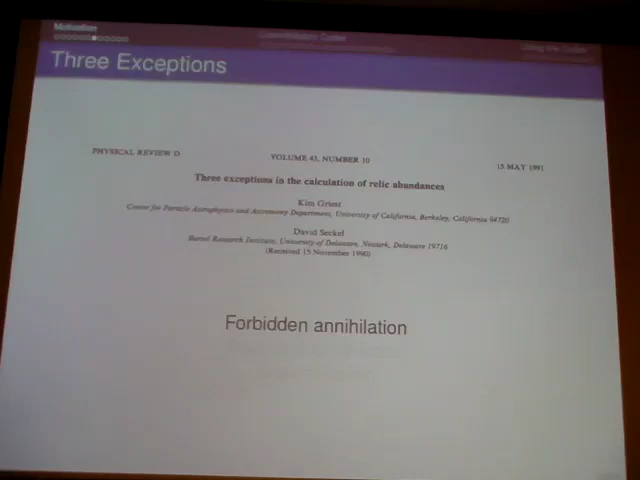 Motivation
Three Exceptions
PHYSICAL REVIEW D
VOLUME 43, NUMBER 10
15 MAY 1991
Three exceptions in the calculation of relic abundances
Kim Griest
Center for Particle Astrophysics and Astronomy Department, University of California, Berkeley, California 94720
David Seckel
Bartol Research Institute, University of Delaware, Newark, Delaware 19716
(Received 15 November 1990)
Forbidden annihilation